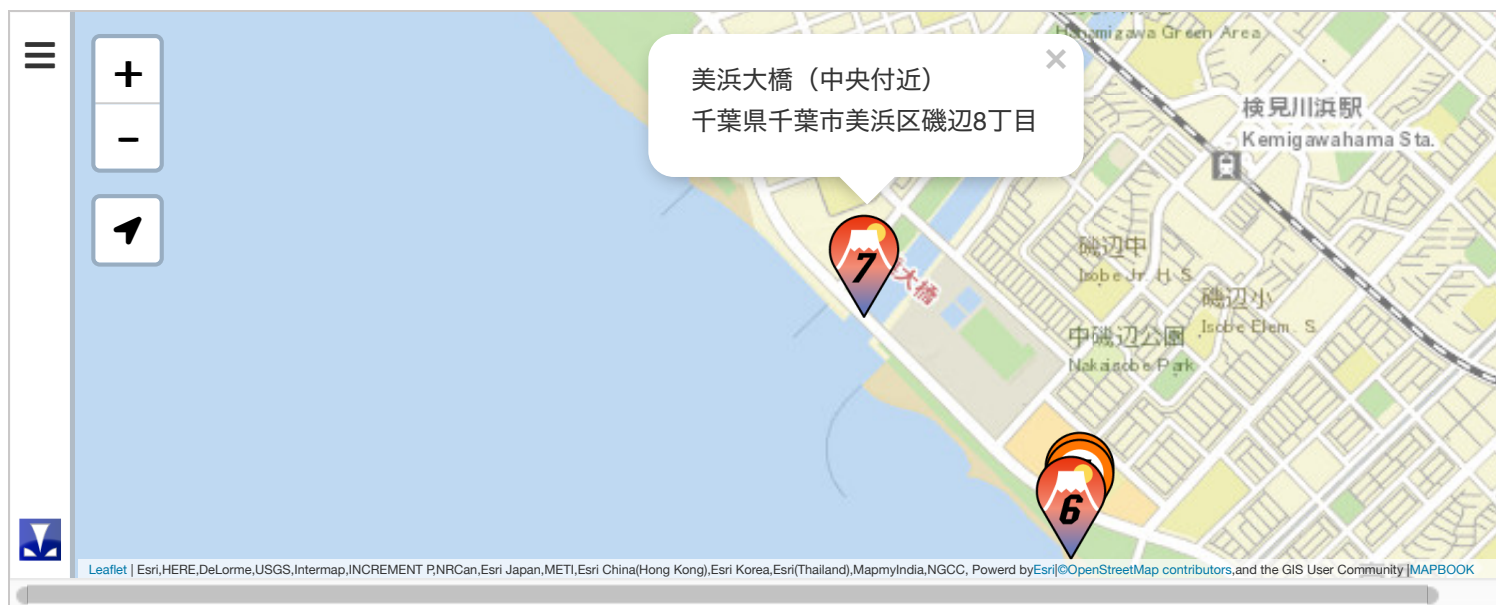 Hanamigawa Green Area
+
−
美浜大橋（中央付近）
千葉県千葉市美浜区磯辺8丁目
×
検見川浜駅
Kemigawahama Sta.
7
大橋
磯辺中
Isobe Jr. H. S.
磯辺小
Isobe Elem. S.
中磯辺公園
Nakaisobe Park
6
Leaflet | Esri,HERE,DeLorme,USGS,Intermap,INCREMENT P,NRCan,Esri Japan,METI,Esri China(Hong Kong),Esri Korea,Esri(Thailand),MapmyIndia,NGCC, Powerd byEsri|©OpenStreetMap contributors,and the GIS User Community |MAPBOOK